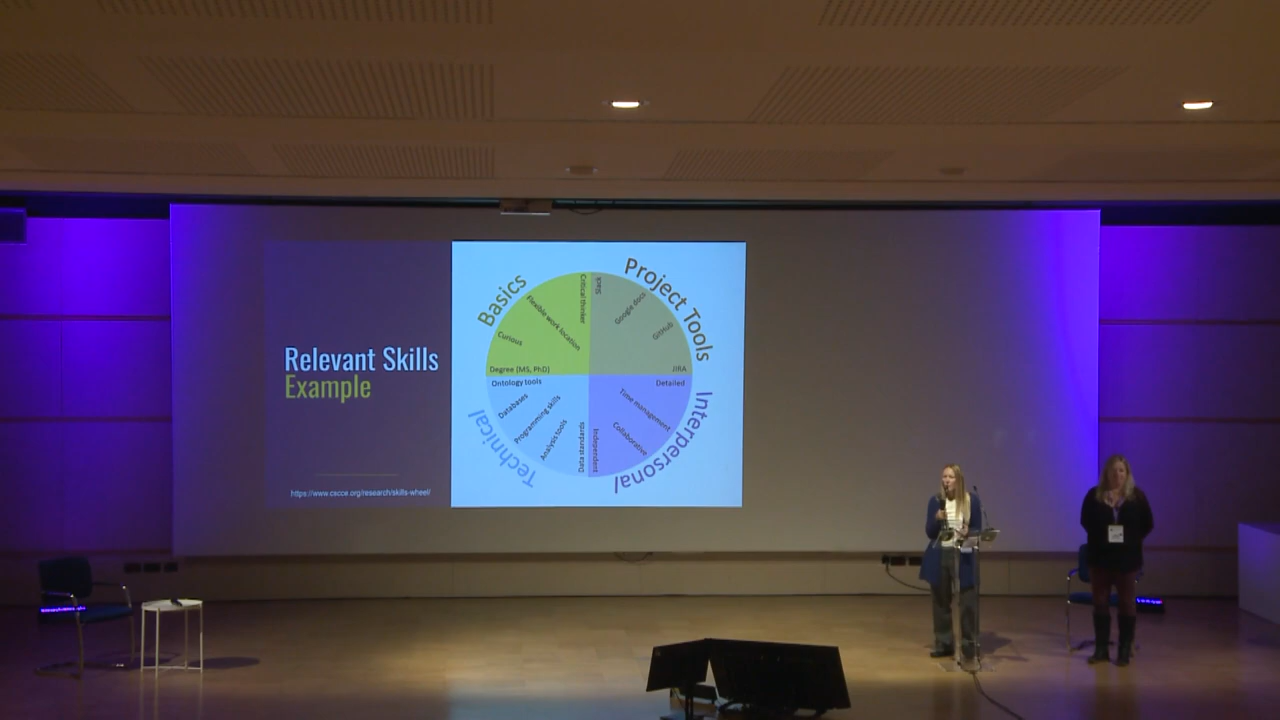 Relevant Skills
Example
https://www.cscce.org/research/skills-wheel/
Basics
Critical thinker
Flexible work location
Curious
Degree (MS, PhD)
Project Tools
Slack
Google docs
GitHub
JIRA
Technical
Ontology tools
Databases
Programming skills
Analysis tools
Data standards
Interpersonal
Detailed
Time management
Collaborative
Independent